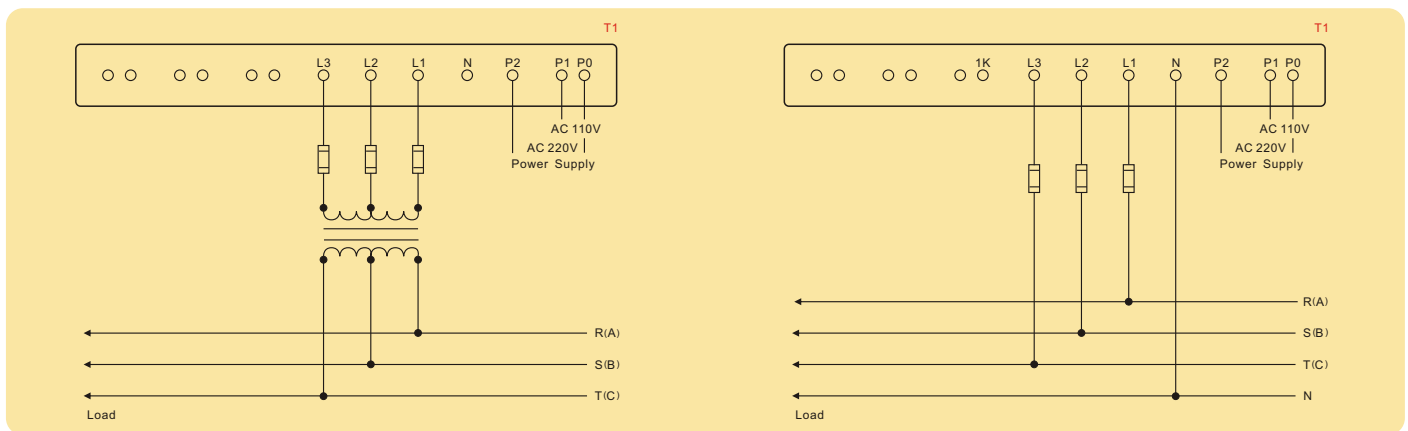 T1
L3 L2 L1 N P2 P1 P0
AC 110V
AC 220V
Power Supply
R(A)
S(B)
T(C)
Load
T1
1K L3 L2 L1 N P2 P1 P0
AC 110V
AC 220V
Power Supply
R(A)
S(B)
T(C)
N
Load